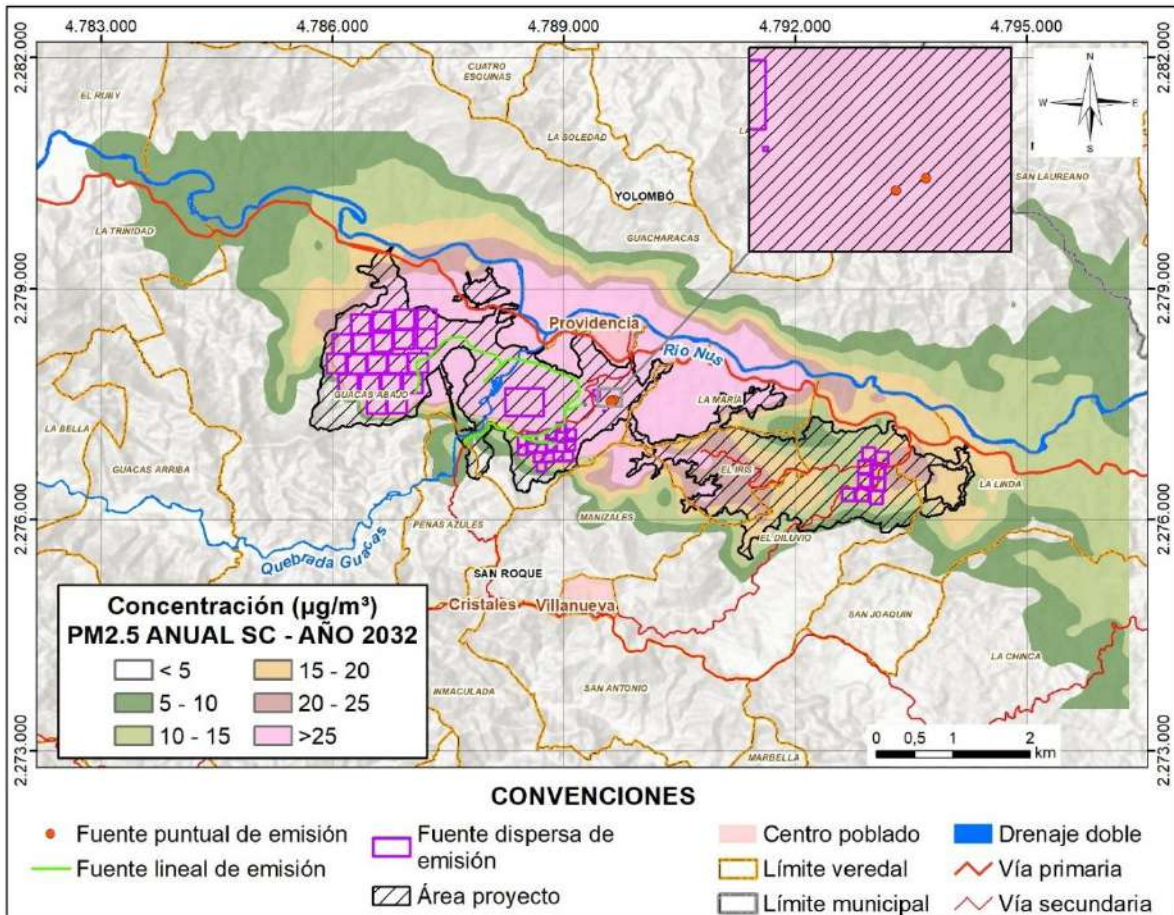 4.783.000 4.786.000 4.789.000 4.792.000 4.795.000
2.282.000 2.282.000
CUATRO
ESQUINAS
EL RUBY
LA SOLEDAD
N
W E
S
SAN LAUREANO
YOLOMBÓ
LA TRINIDAD
GUACHARACAS
2.279.000 2.279.000
Providencia
Río Nus
GUACAS ABAJO
LA MARÍA
LA BELLA
GUACAS ARRIBA
EL IRIS
LA LINDA
2.276.000 2.276.000
PEÑAS AZULES
MANIZALES
EL DILUVIO
Quebrada Guacas
SAN ROQUE
Cristales Villanueva
SAN JOAQUIN
LA CHINCA
INMACULADA
SAN ANTONIO
MARBELLA
2.273.000 2.273.000
Concentración (µg/m³)
PM2.5 ANUAL SC - AÑO 2032
< 5 15 - 20
5 - 10 20 - 25
10 - 15 >25
0 0,5 1 2
km
CONVENCIONES
Fuente puntual de emisión
Fuente lineal de emisión
Fuente dispersa de
emisión
Área proyecto
Centro poblado
Límite veredal
Límite municipal
Drenaje doble
Vía primaria
Vía secundaria